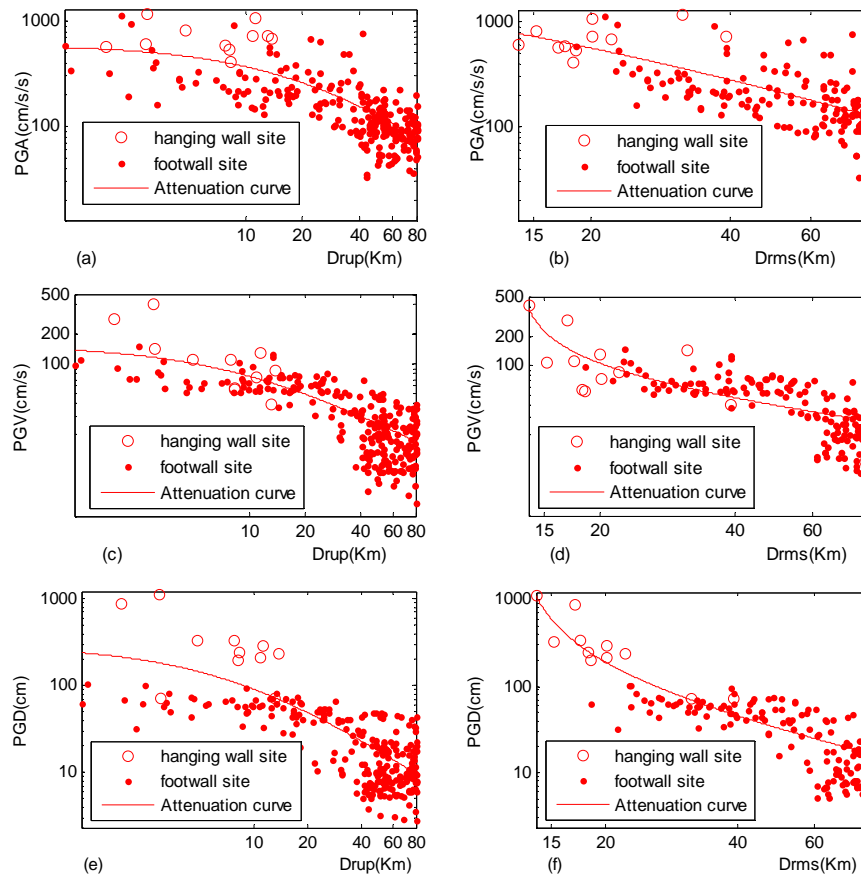 1000
100
PGA(cm/s/s)
hanging wall site
footwall site
Attenuation curve
10 20 40 60 80
(a) Drup(Km)
1000
100
PGA(cm/s/s)
hanging wall site
footwall site
Attenuation curve
15 20 40 60
(b) Drms(Km)
500
200
100
PGV(cm/s)
hanging wall site
footwall site
Attenuation curve
10 20 40 60 80
(c) Drup(Km)
500
200
100
PGV(cm/s)
hanging wall site
footwall site
Attenuation curve
15 20 40 60
(d) Drms(Km)
1000
100
10
PGD(cm)
hanging wall site
footwall site
Attenuation curve
10 20 40 60 80
(e) Drup(Km)
1000
100
10
PGD(cm)
hanging wall site
footwall site
Attenuation curve
15 20 40 60
(f) Drms(Km)